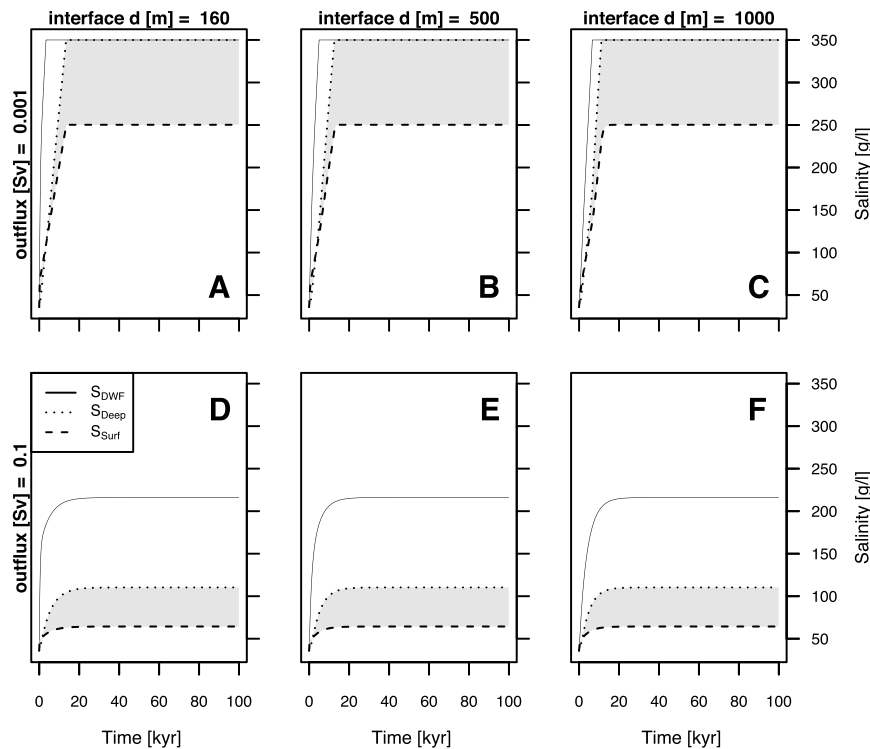 interface d [m] = 160
interface d [m] = 500
interface d [m] = 1000
outflux [Sv] = 0.001
A
B
C
350
300
250
200
150
100
50
Salinity [g/l]
outflux [Sv] = 0.1
S_DWF
S_Deep
S_Surf
D
E
F
350
300
250
200
150
100
50
Salinity [g/l]
0 20 40 60 80 100
0 20 40 60 80 100
0 20 40 60 80 100
Time [kyr]
Time [kyr]
Time [kyr]